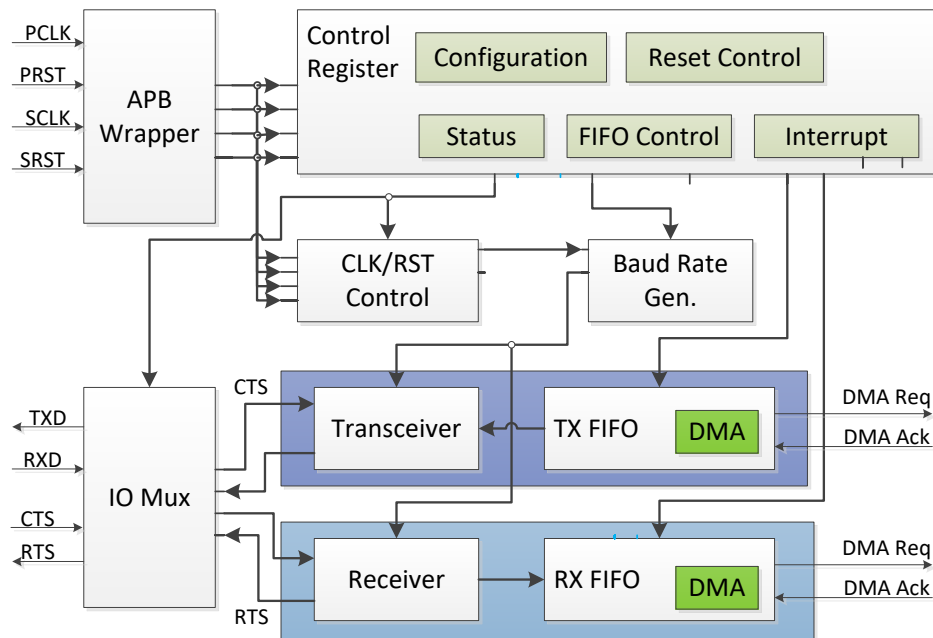 PCLK
PRST
SCLK
SRST
APB
Wrapper
Control
Register
Configuration
Reset Control
Status
FIFO Control
Interrupt
CLK/RST
Control
Baud Rate
Gen.
TXD
RXD
CTS
RTS
IO Mux
CTS
Transceiver
TX FIFO
DMA
DMA Req
DMA Ack
RTS
Receiver
RX FIFO
DMA
DMA Req
DMA Ack